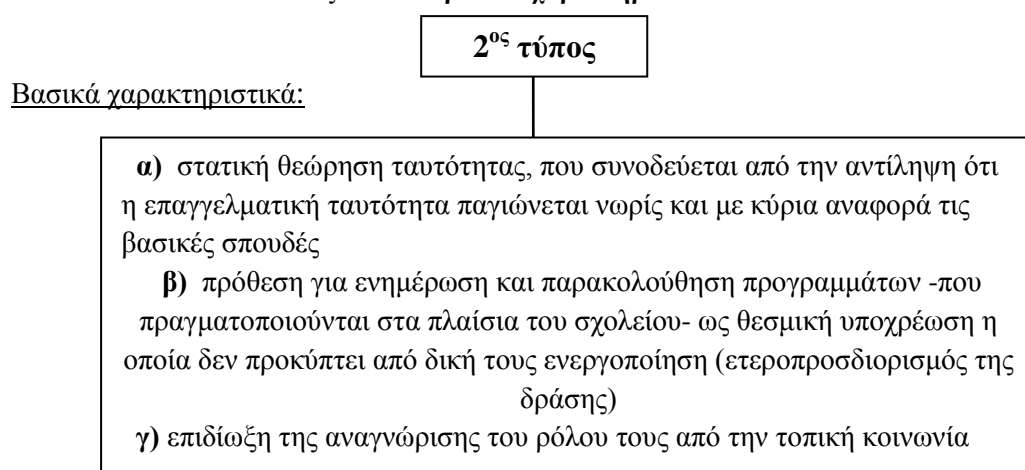 2ος τύπος
Βασικά χαρακτηριστικά:
α) στατική θεώρηση ταυτότητας, που συνοδεύεται από την αντίληψη ότι
η επαγγελματική ταυτότητα παγιώνεται νωρίς και με κύρια αναφορά τις
βασικές σπουδές
β) πρόθεση για ενημέρωση και παρακολούθηση προγραμμάτων -που
πραγματοποιούνται στα πλαίσια του σχολείου- ως θεσμική υποχρέωση η
οποία δεν προκύπτει από δική τους ενεργοποίηση (ετεροπροσδιορισμός της
δράσης)
γ) επιδίωξη της αναγνώρισης του ρόλου τους από την τοπική κοινωνία